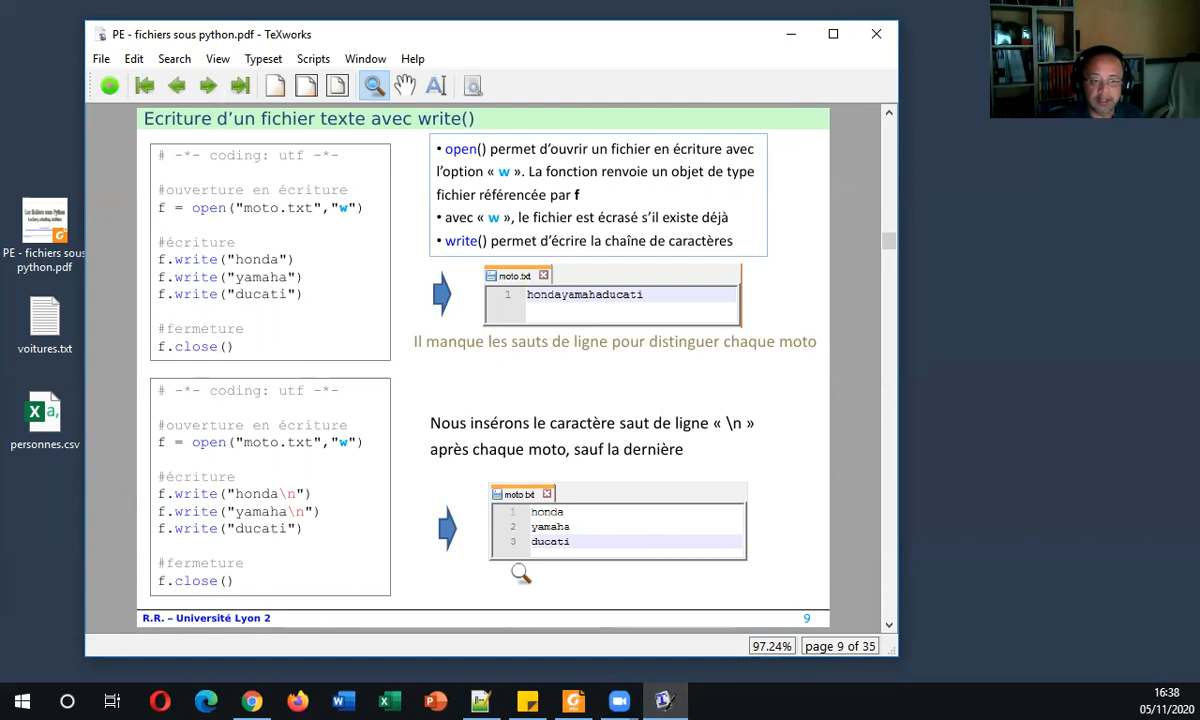 PE - fichiers sous python.pdf - TeXworks
File Edit Search View Typeset Scripts Window Help
Ecriture d'un fichier texte avec write()
# -*- coding: utf -*-
#ouverture en écriture
f = open("moto.txt","w")
#écriture
f.write("honda")
f.write("yamaha")
f.write("ducati")
#fermeture
f.close()
• open() permet d'ouvrir un fichier en écriture avec
l'option « w ». La fonction renvoie un objet de type
fichier référencée par f
• avec « w », le fichier est écrasé s'il existe déjà
• write() permet d'écrire la chaîne de caractères
moto.txt
1 hondayamahaducati
Il manque les sauts de ligne pour distinguer chaque moto
# -*- coding: utf -*-
#ouverture en écriture
f = open("moto.txt","w")
#écriture
f.write("honda\n")
f.write("yamaha\n")
f.write("ducati")
#fermeture
f.close()
Nous insérons le caractère saut de ligne « \n »
après chaque moto, sauf la dernière
moto.txt
1 honda
2 yamaha
3 ducati
R.R. – Université Lyon 2
9
97.24% page 9 of 35
PE - fichiers sous
python.pdf
voitures.txt
personnes.csv
16:38
05/11/2020